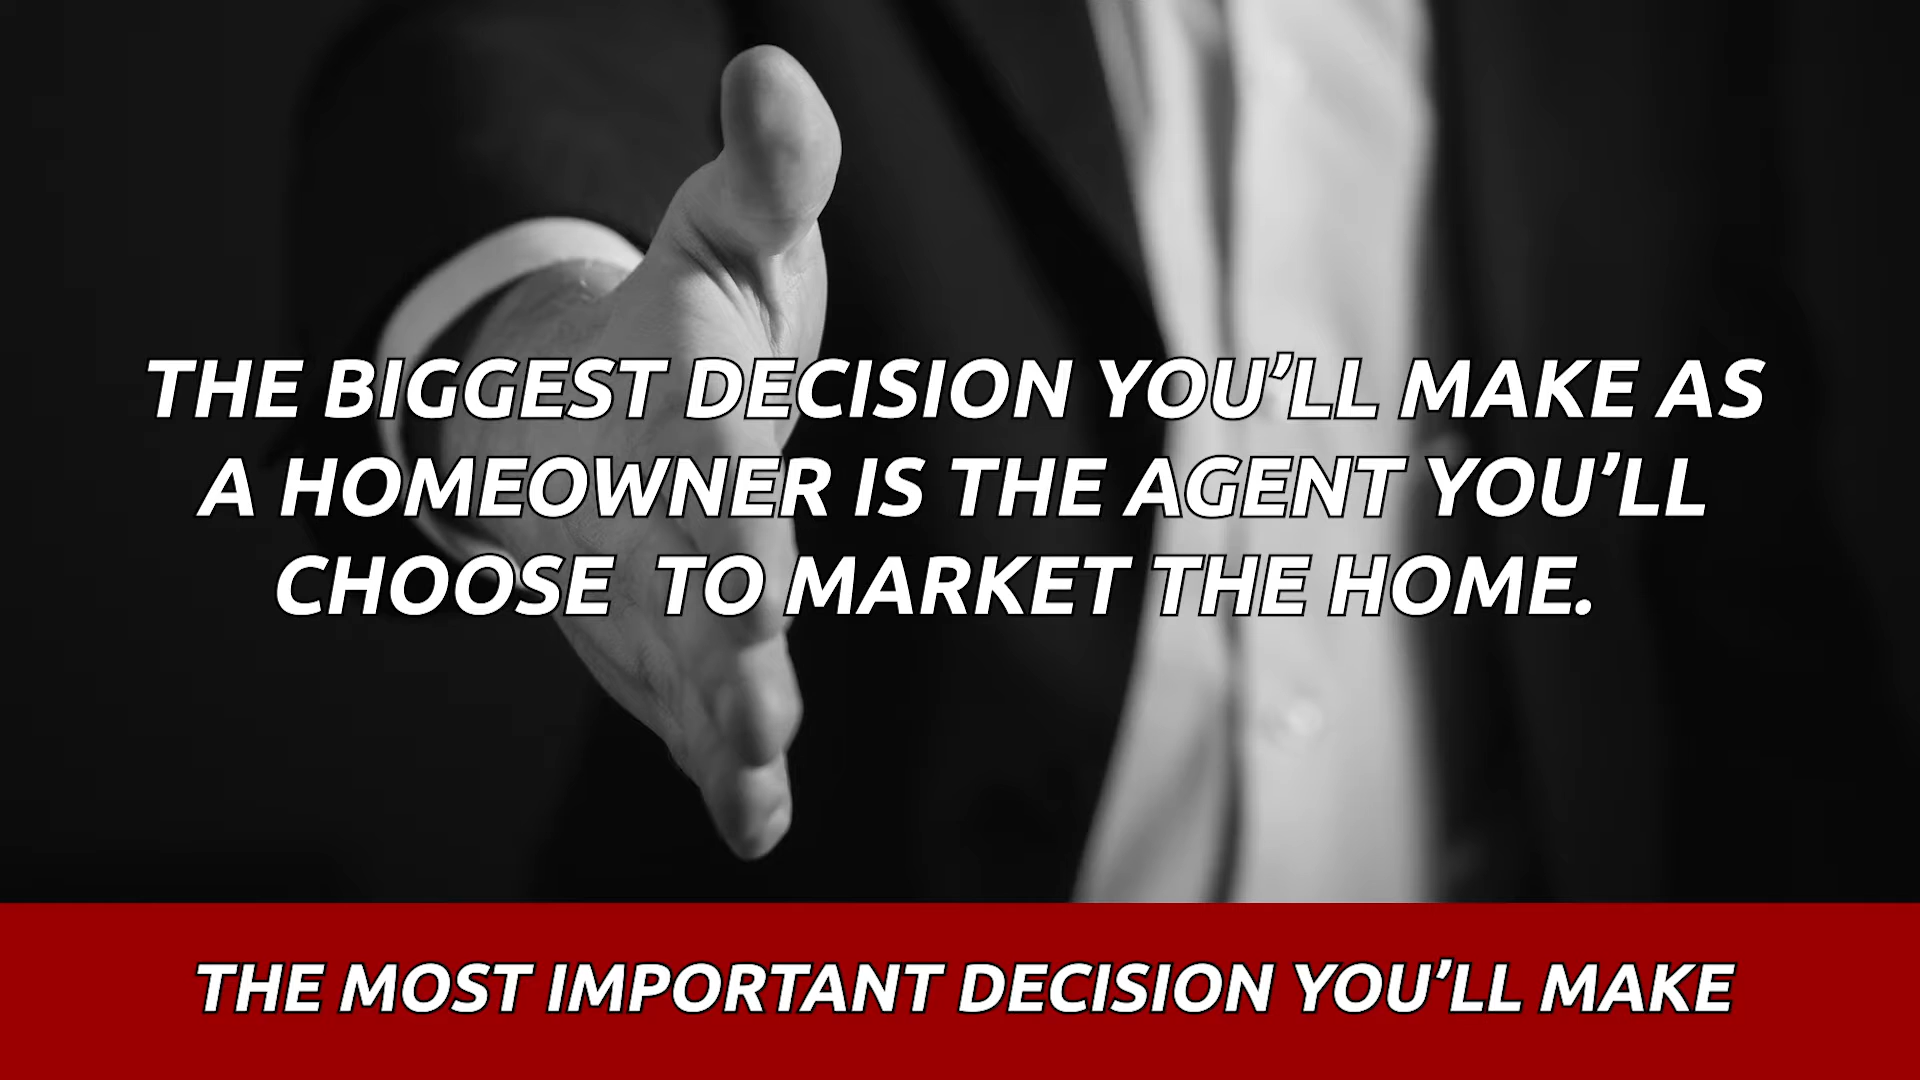 THE BIGGEST DECISION YOU’LL MAKE AS
A HOMEOWNER IS THE AGENT YOU’LL
CHOOSE  TO MARKET THE HOME.
THE MOST IMPORTANT DECISION YOU’LL MAKE